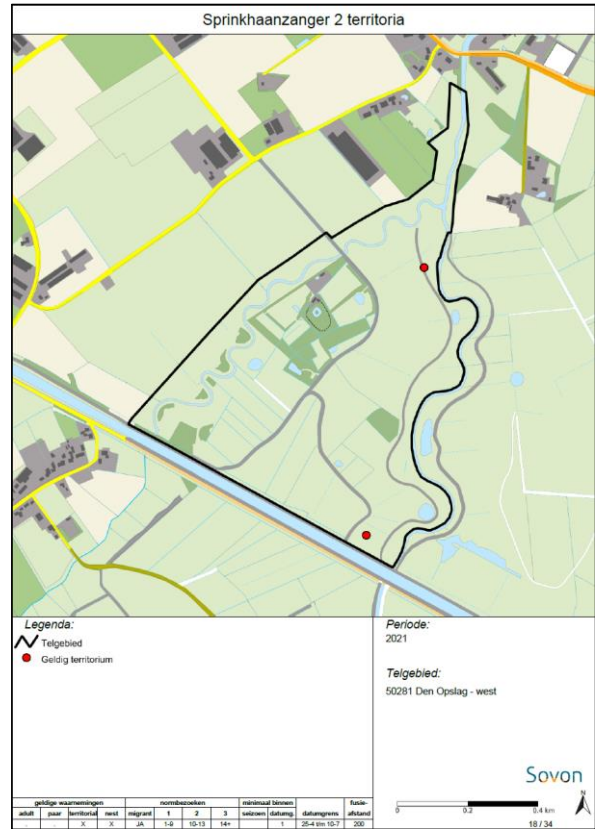 Sprinkhaanzanger 2 territoria
Legenda:
Telgebied
Geldig territorium
Periode:
2021
Telgebied:
50281 Den Opslag - west
Sovon
N
0 0.2 0.4 km
18 / 34
geldige waarnemingen normbezoeken minimaal binnen fusie-
adult paar territoriaal nest migrant 1 2 3 seizoen datumg. datumgrens afstand
. . X X JA 1-9 10-13 14+ 1 25-4 t/m 10-7 200